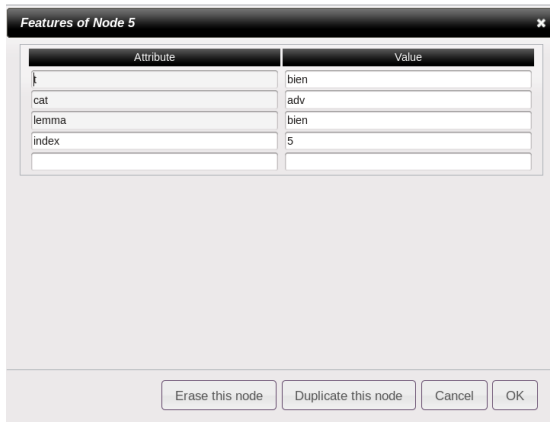 Features of Node 5
Attribute Value
t bien
cat adv
lemma bien
index 5
Erase this node Duplicate this node Cancel OK